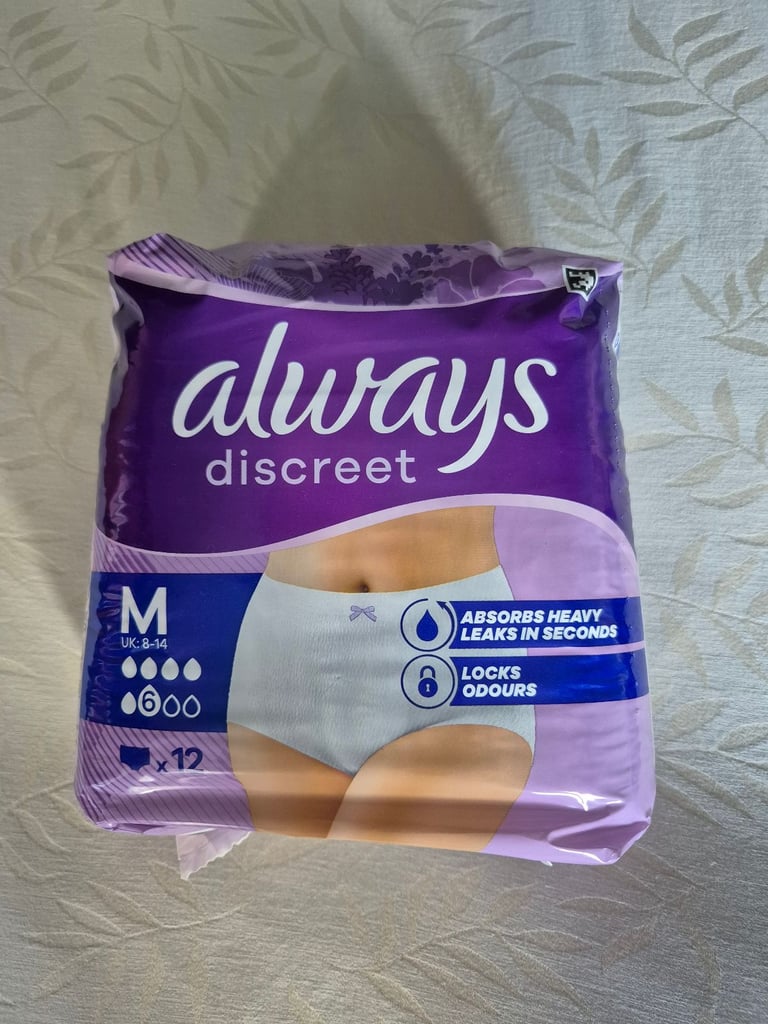 always
discreet
M
UK: 8-14
6
x 12
ABSORBS HEAVY
LEAKS IN SECONDS
LOCKS
ODOURS